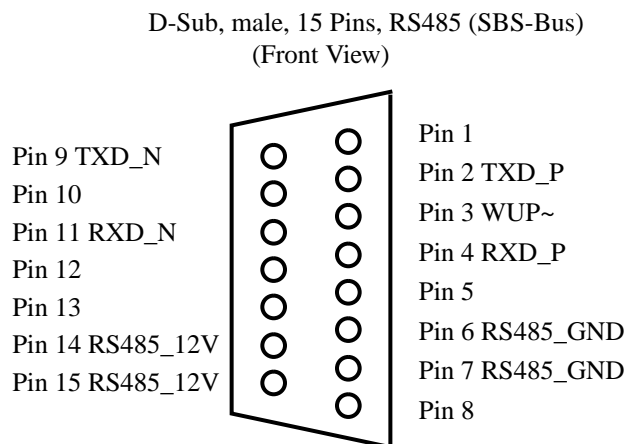 D-Sub, male, 15 Pins, RS485 (SBS-Bus)
(Front View)
Pin 9 TXD_N
Pin 10
Pin 11 RXD_N
Pin 12
Pin 13
Pin 14 RS485_12V
Pin 15 RS485_12V
Pin 1
Pin 2 TXD_P
Pin 3 WUP~
Pin 4 RXD_P
Pin 5
Pin 6 RS485_GND
Pin 7 RS485_GND
Pin 8